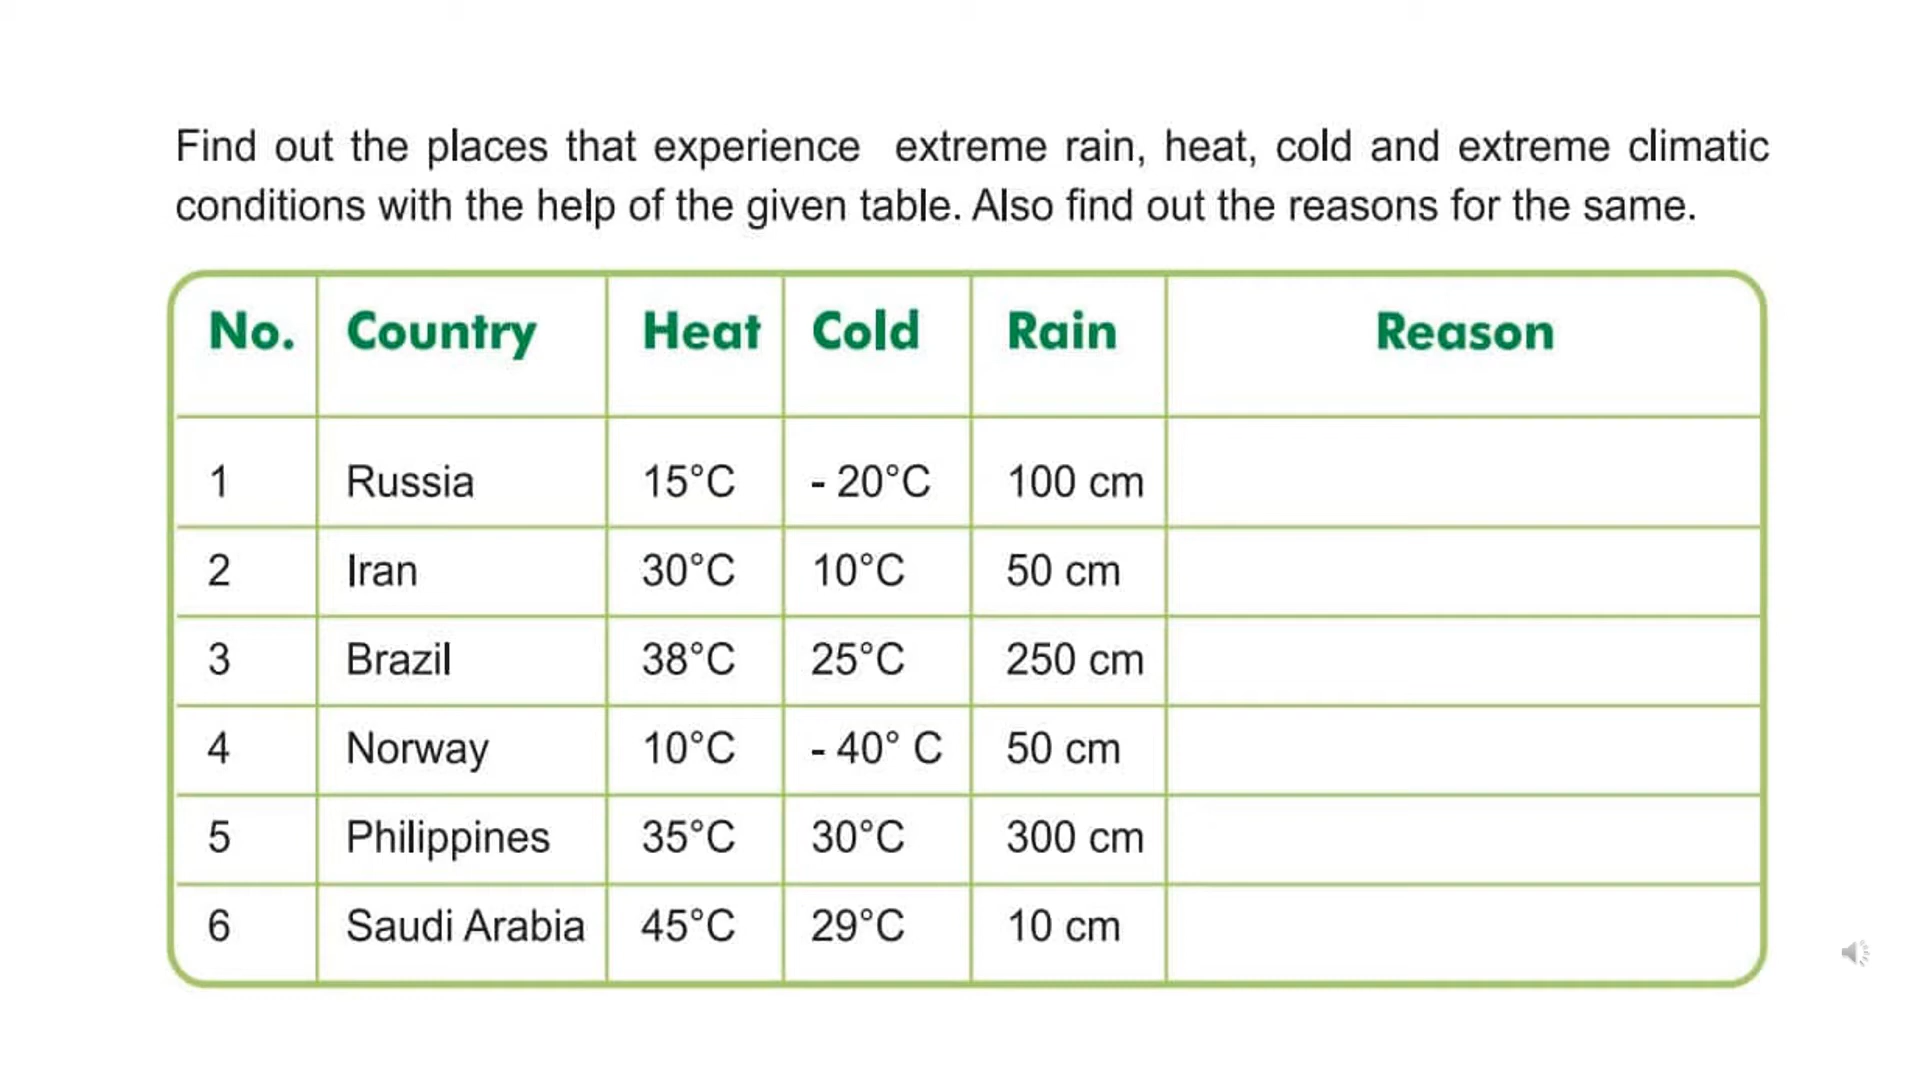 Find out the places that experience extreme rain, heat, cold and extreme climatic
conditions with the help of the given table. Also find out the reasons for the same.
No. Country Heat Cold Rain Reason
1 Russia 15°C - 20°C 100 cm
2 Iran 30°C 10°C 50 cm
3 Brazil 38°C 25°C 250 cm
4 Norway 10°C - 40° C 50 cm
5 Philippines 35°C 30°C 300 cm
6 Saudi Arabia 45°C 29°C 10 cm